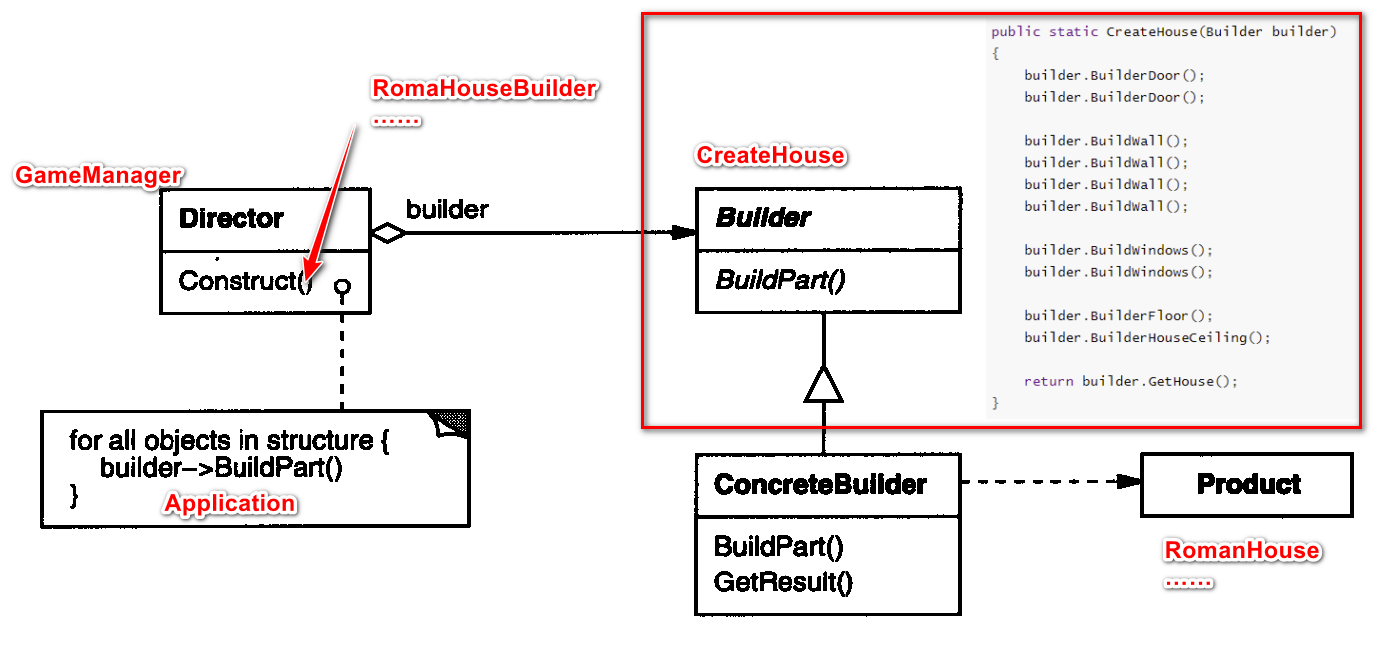 RomaHouseBuilder
......
GameManager
Director
Construct()
builder
CreateHouse
Builder
BuildPart()
public static CreateHouse(Builder builder)
{
builder.BuilderDoor();
builder.BuilderDoor();
builder.BuildWall();
builder.BuildWall();
builder.BuildWall();
builder.BuildWall();
builder.BuildWindows();
builder.BuildWindows();
builder.BuilderFloor();
builder.BuilderHouseCeiling();
return builder.GetHouse();
}
for all objects in structure {
builder->BuildPart()
}
Application
ConcreteBuilder
BuildPart()
GetResult()
Product
RomanHouse
......